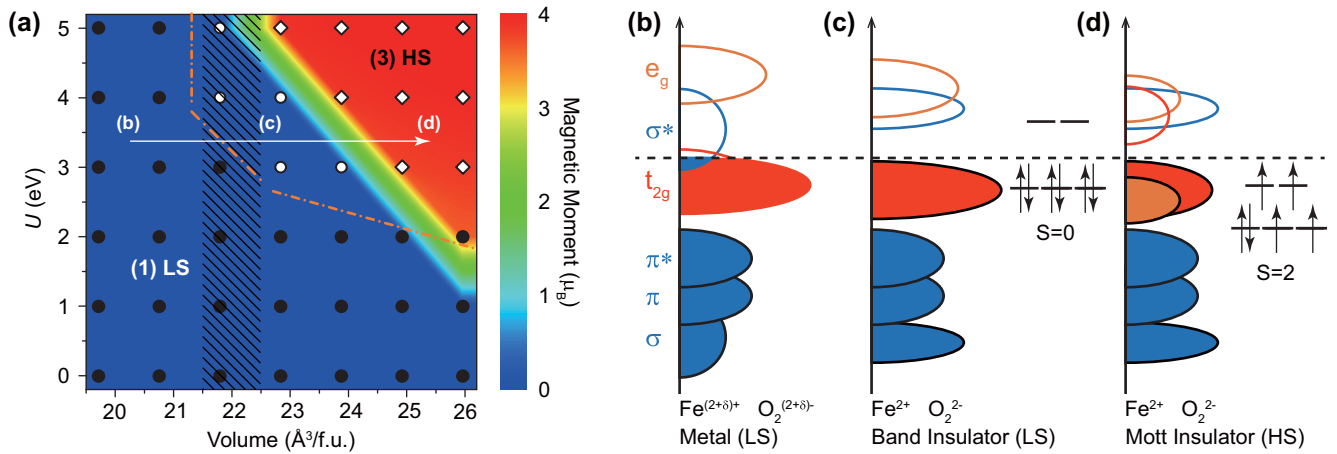 (a)
5
4
3
2
1
0
U (eV)
20
21
22
23
24
25
26
Volume (Å³/f.u.)
(3) HS
(b)
(c)
(d)
(1) LS
4
3
2
1
0
Magnetic Moment (μB)
(b)
eg
σ*
t2g
π*
π
σ
Fe(2+δ)+ O2(2+δ)-
Metal (LS)
(c)
S=0
Fe2+ O22-
Band Insulator (LS)
(d)
S=2
Fe2+ O22-
Mott Insulator (HS)